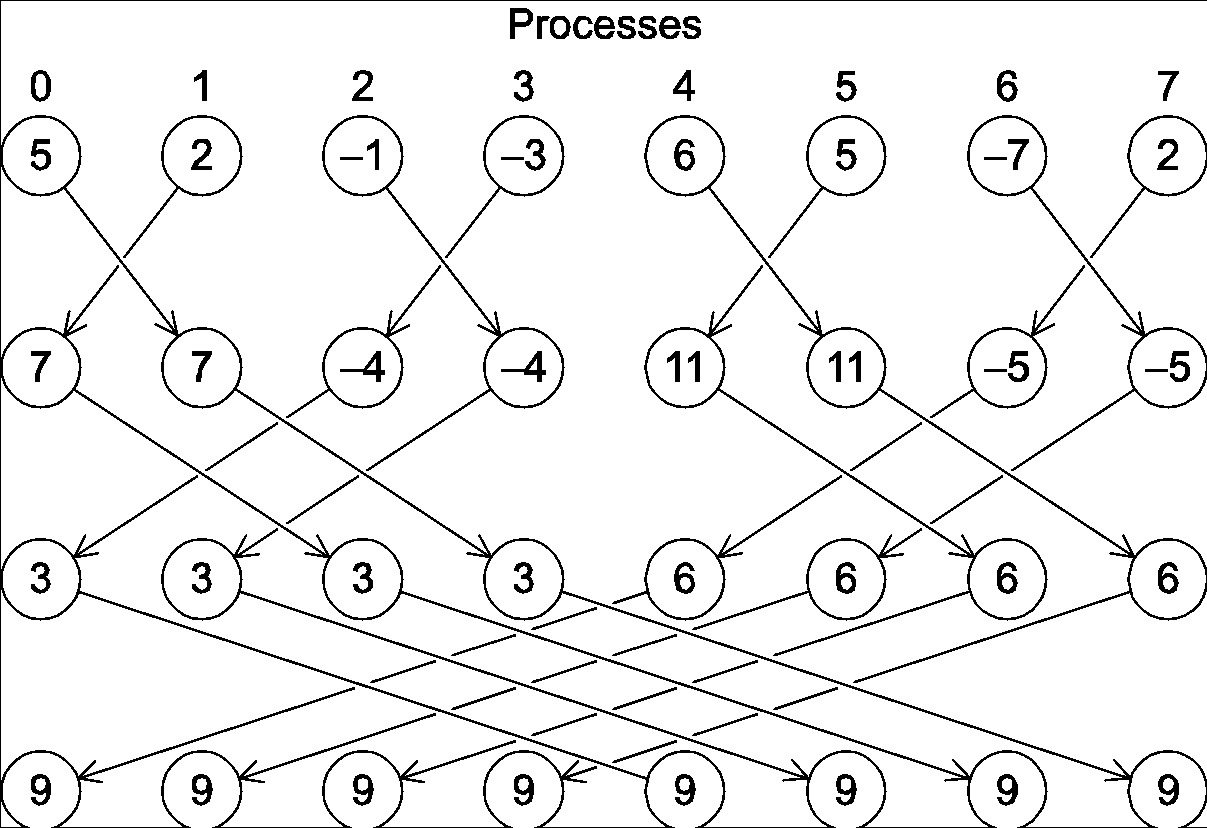 Processes
0 1 2 3 4 5 6 7
5 2 –1 –3 6 5 –7 2
7 7 –4 –4 11 11 –5 –5
3 3 3 3 6 6 6 6
9 9 9 9 9 9 9 9